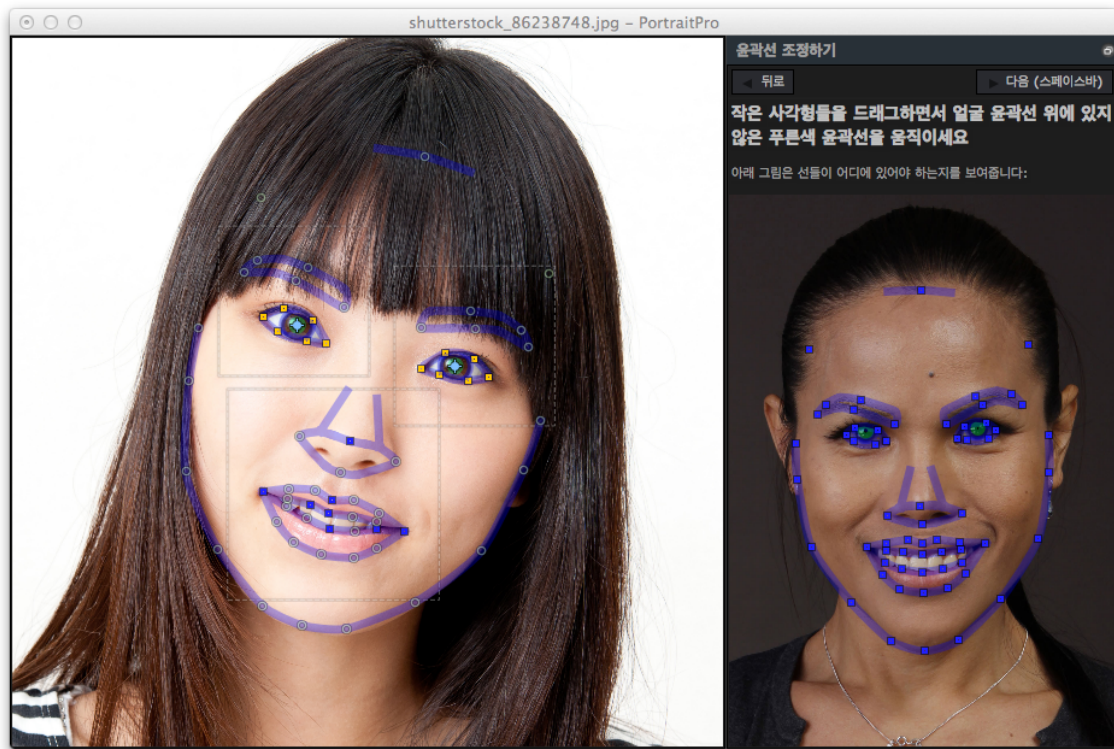 shutterstock_86238748.jpg – PortraitPro
윤곽선 조정하기
뒤로
다음 (스페이스바)
작은 사각형들을 드래그하면서 얼굴 윤곽선 위에 있지
않은 푸른색 윤곽선을 움직이세요
아래 그림은 선들이 어디에 있어야 하는지를 보여줍니다: